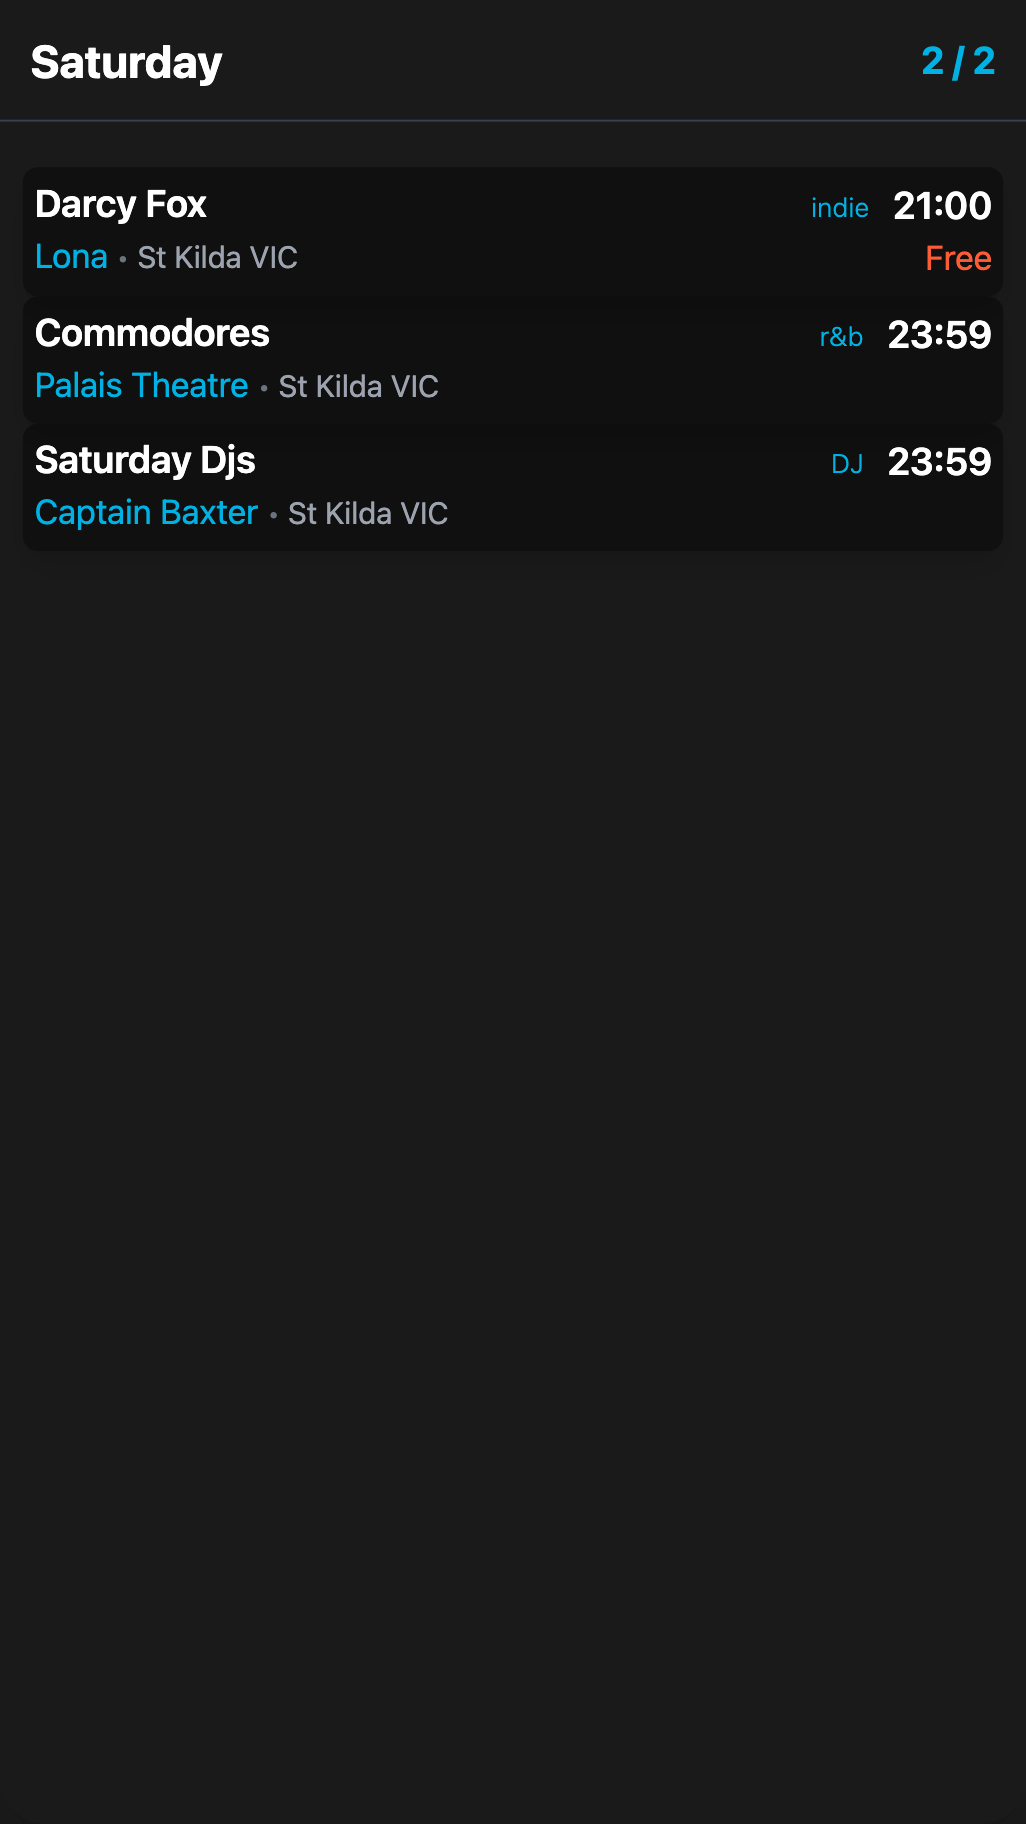 Saturday 2 / 2
Darcy Fox indie 21:00
Lona • St Kilda VIC Free
Commodores r&b 23:59
Palais Theatre • St Kilda VIC
Saturday Djs DJ 23:59
Captain Baxter • St Kilda VIC